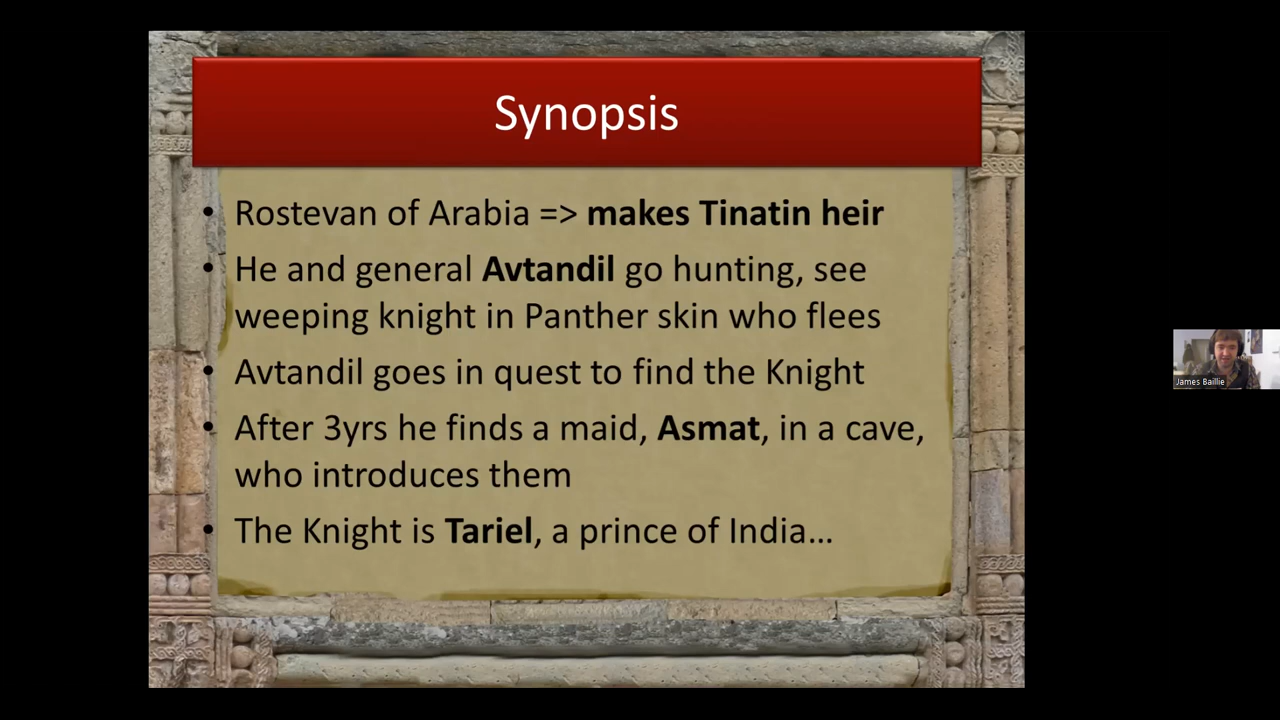 Synopsis
• Rostevan of Arabia => makes Tinatin heir
• He and general Avtandil go hunting, see
weeping knight in Panther skin who flees
• Avtandil goes in quest to find the Knight
• After 3yrs he finds a maid, Asmat, in a cave,
who introduces them
• The Knight is Tariel, a prince of India...
James Baillie